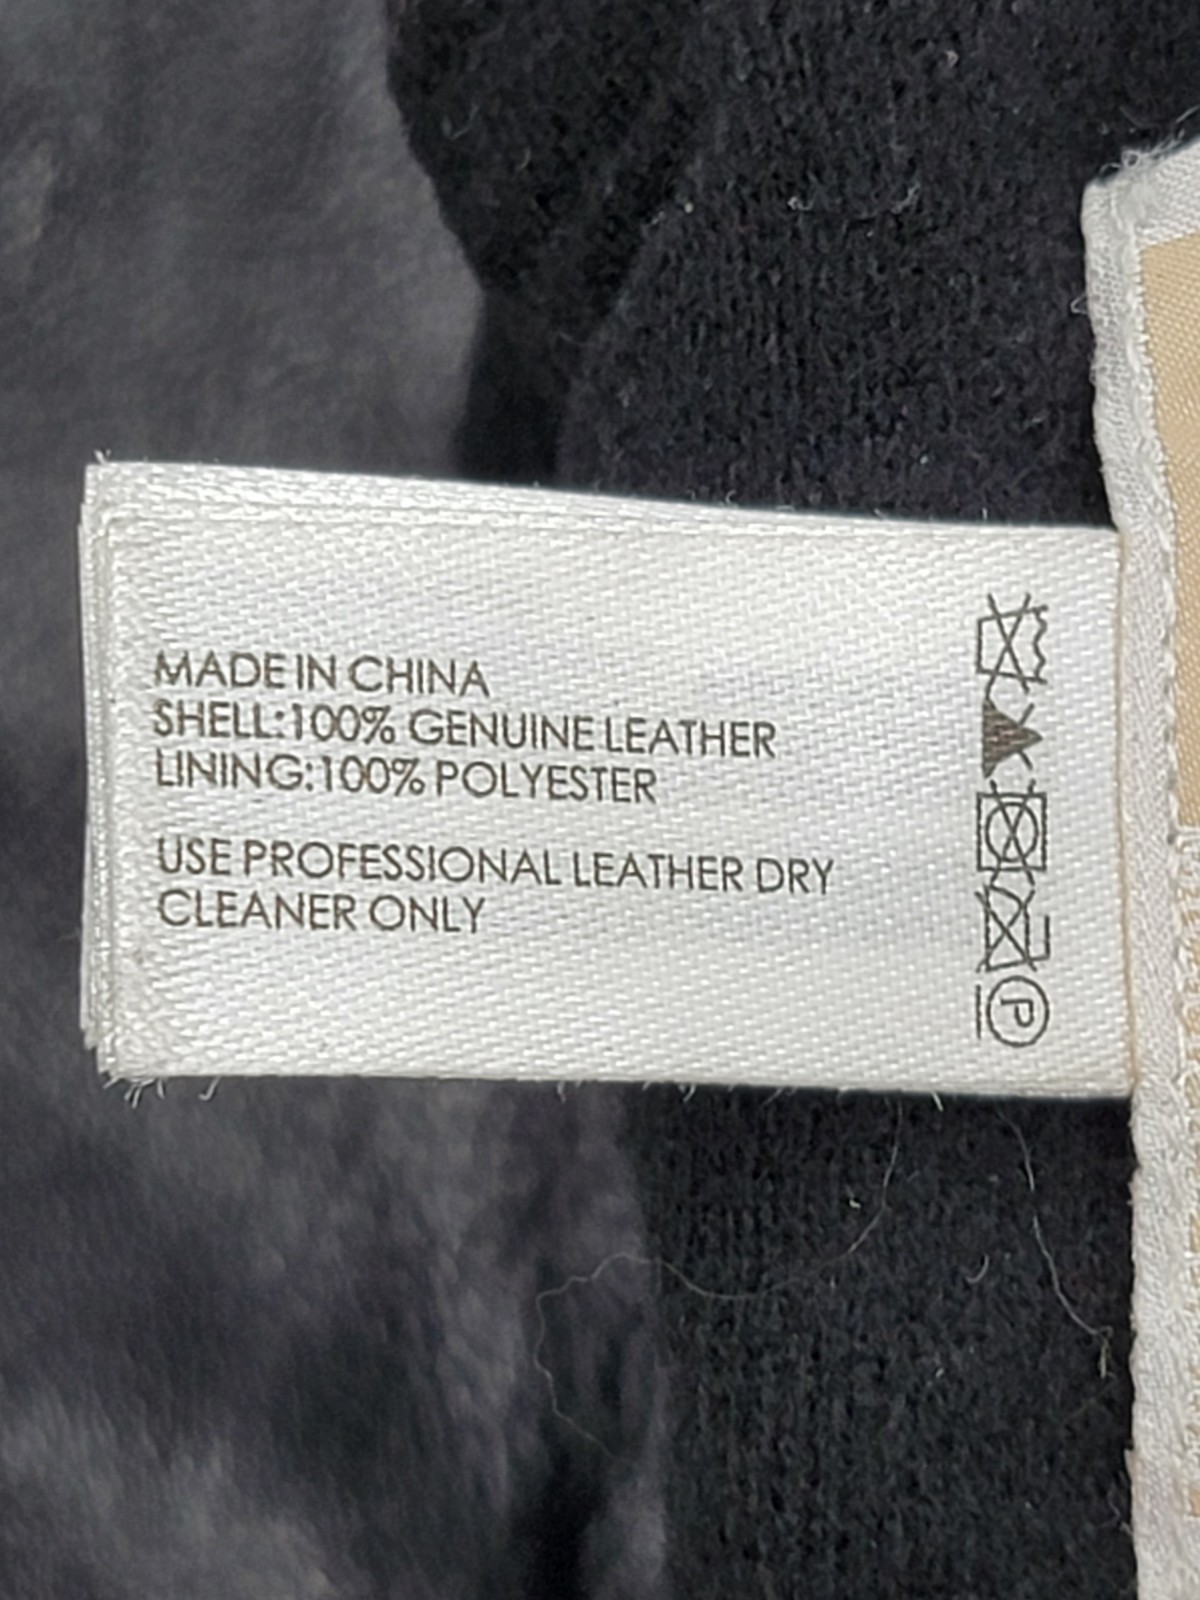 MADE IN CHINA
SHELL:100% GENUINE LEATHER
LINING:100% POLYESTER
USE PROFESSIONAL LEATHER DRY
CLEANER ONLY
P